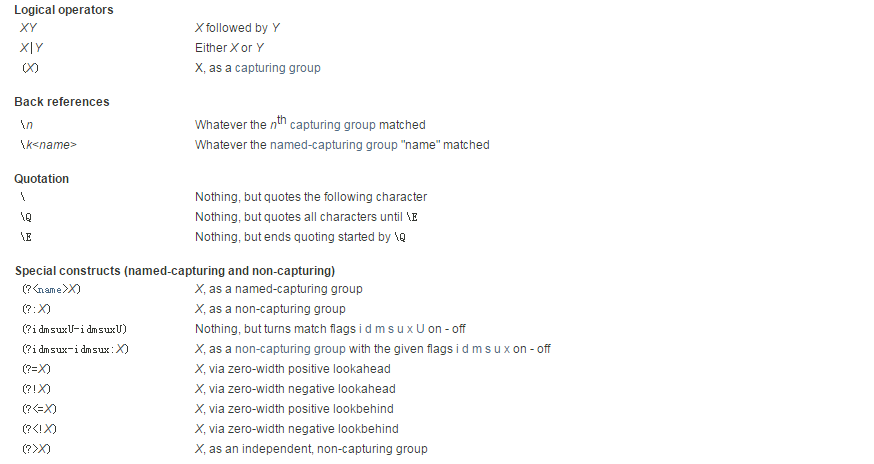 Logical operators
XY X followed by Y
X|Y Either X or Y
(X) X, as a capturing group
Back references
\n Whatever the nth capturing group matched
\k<name> Whatever the named-capturing group "name" matched
Quotation
\ Nothing, but quotes the following character
\Q Nothing, but quotes all characters until \E
\E Nothing, but ends quoting started by \Q
Special constructs (named-capturing and non-capturing)
(?<name>X) X, as a named-capturing group
(?:X) X, as a non-capturing group
(?idmsuxU-idmsuxU) Nothing, but turns match flags i d m s u x U on - off
(?idmsux-idmsux:X) X, as a non-capturing group with the given flags i d m s u x on - off
(?=X) X, via zero-width positive lookahead
(?!X) X, via zero-width negative lookahead
(?<=X) X, via zero-width positive lookbehind
(?<!X) X, via zero-width negative lookbehind
(?>X) X, as an independent, non-capturing group